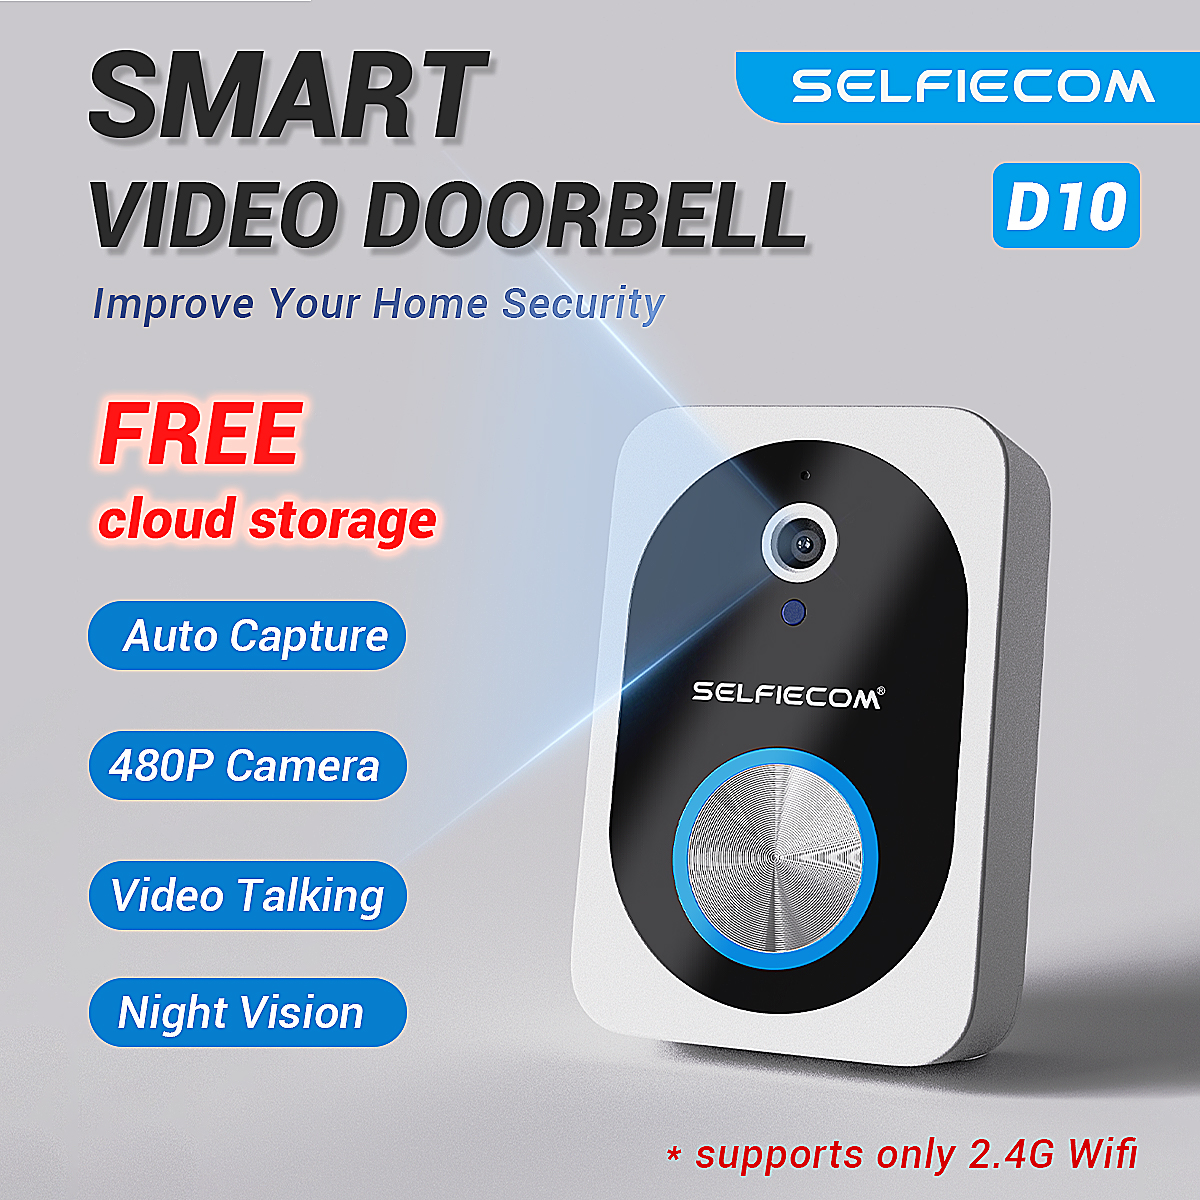 SMART
SELFIECOM
VIDEO DOORBELL
D10
Improve Your Home Security
FREE
cloud storage
Auto Capture
480P Camera
Video Talking
Night Vision
SELFIECOM®
* supports only 2.4G Wifi